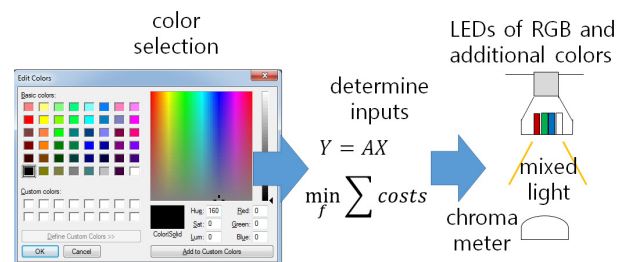 color
selection
Edit Colors
Basic colors:
Custom colors:
Define Custom Colors >>
OK
Cancel
Color|Solid
Hue: 160
Sat: 0
Lum: 0
Red: 0
Green: 0
Blue: 0
Add to Custom Colors
determine
inputs
Y = AX
min ∑ costs
f
LEDs of RGB and
additional colors
mixed
light
chroma
meter